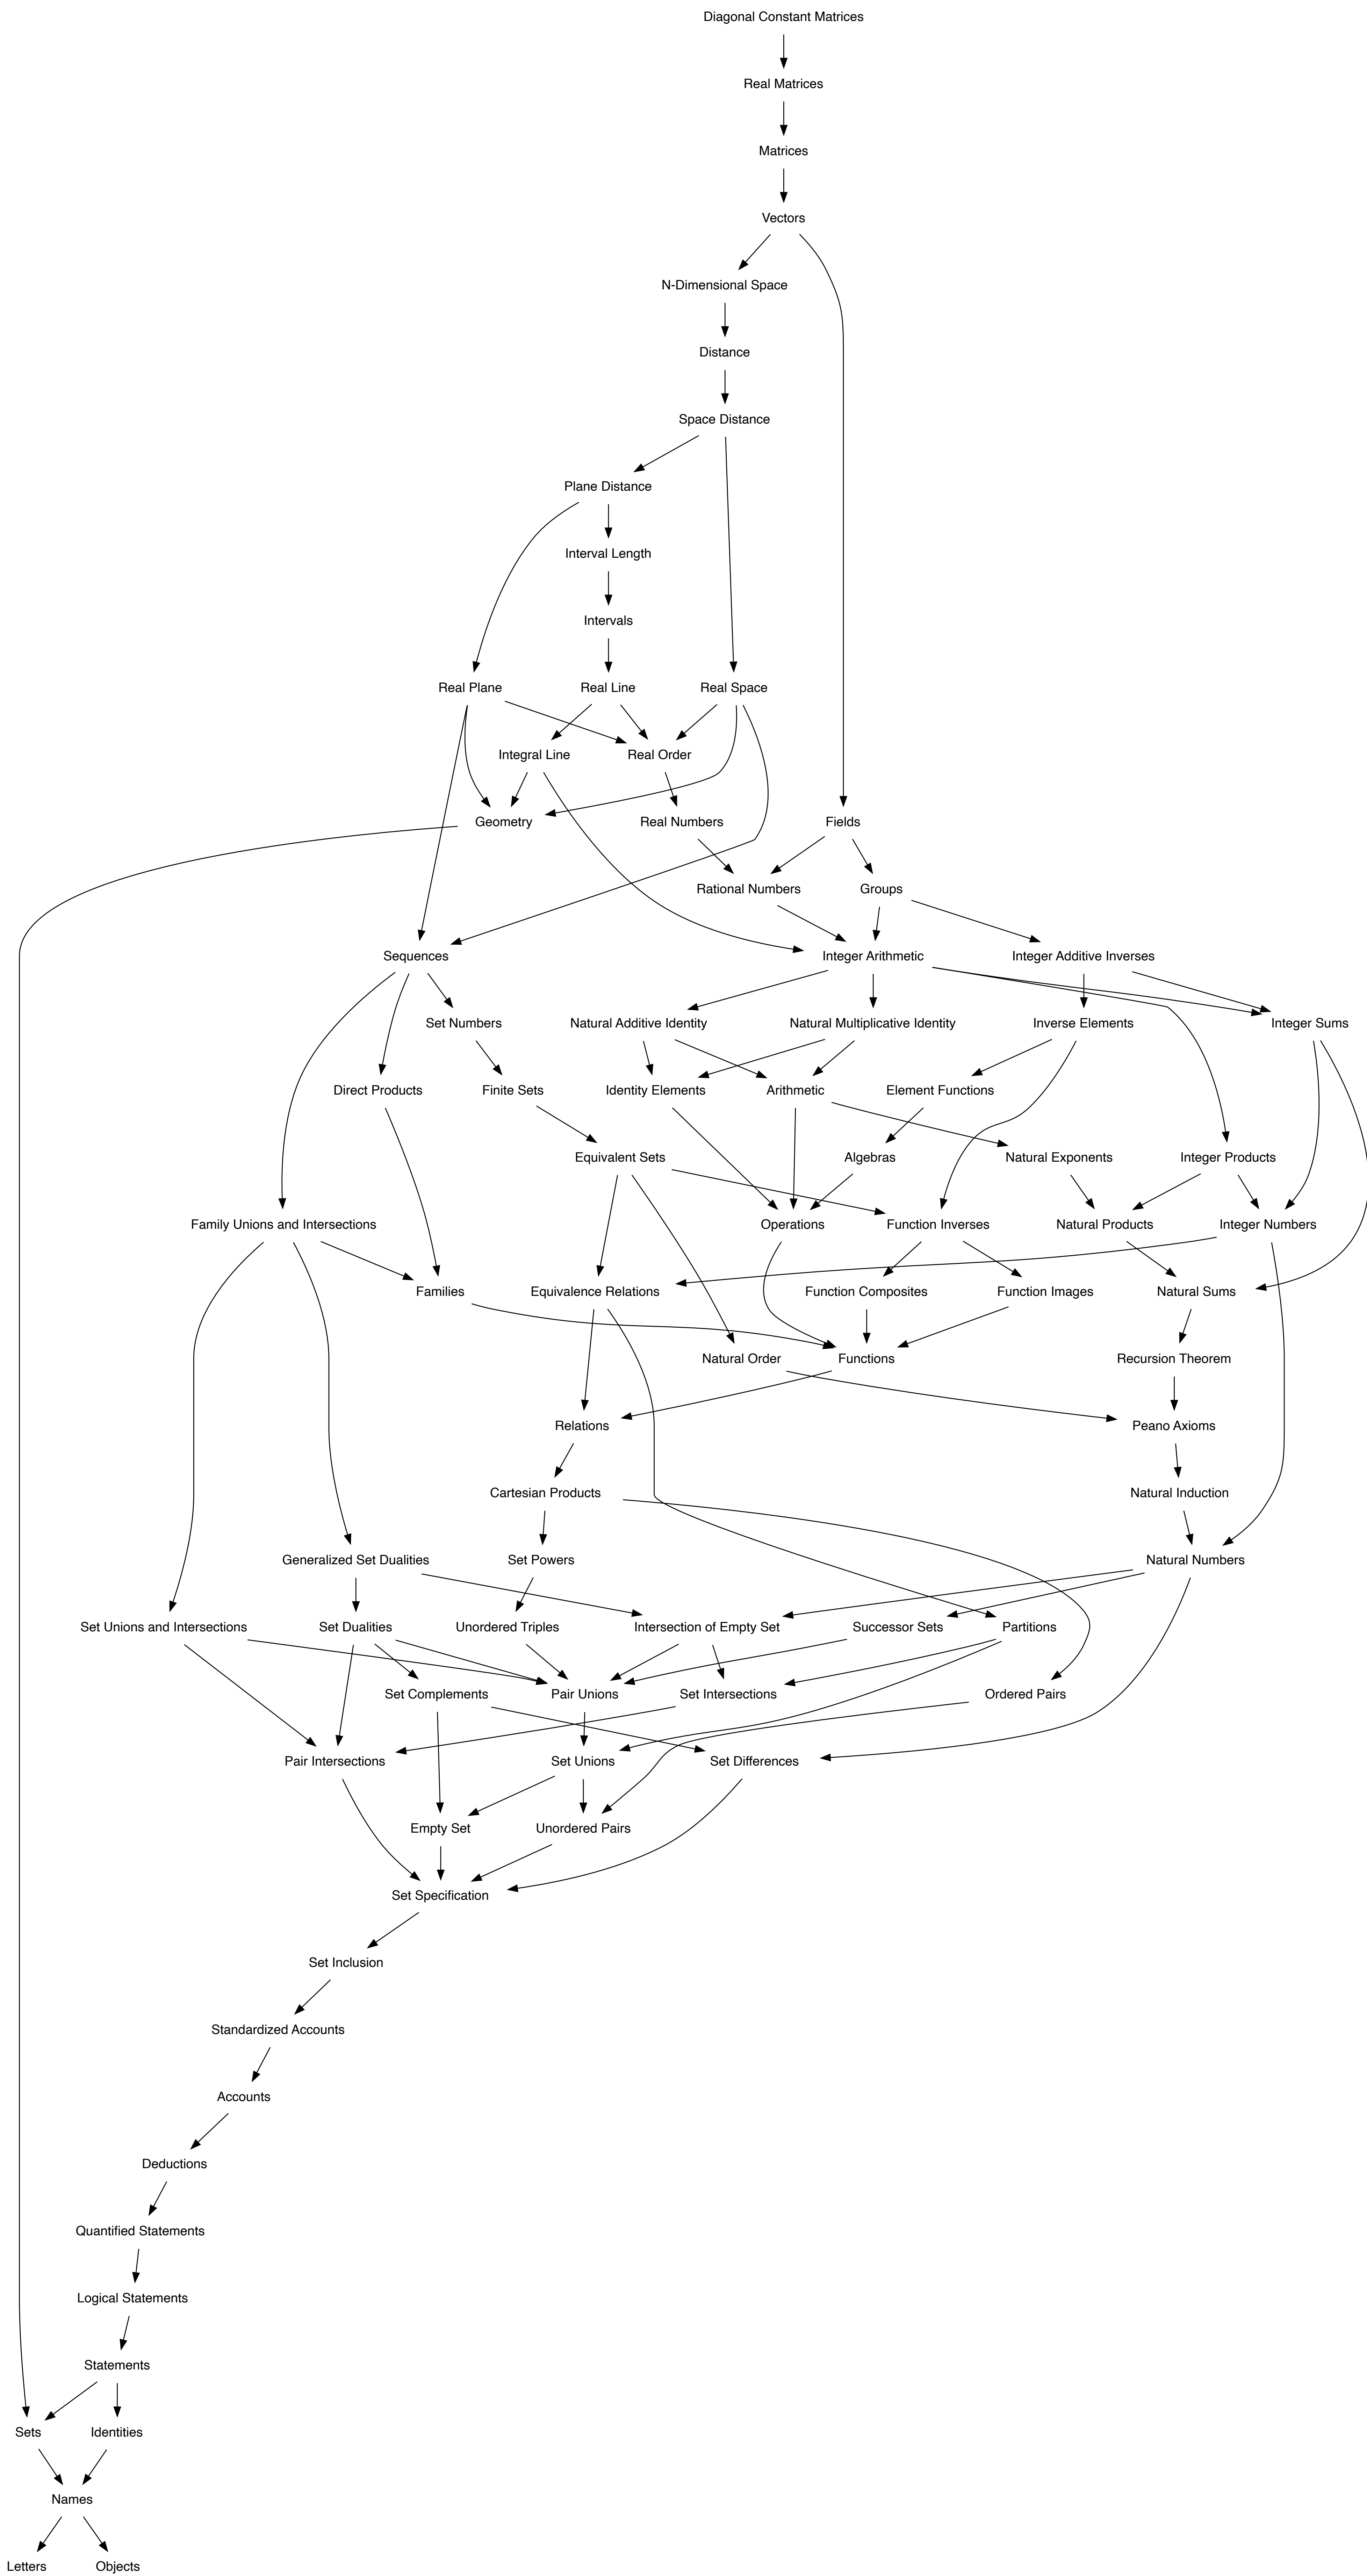 Diagonal Constant Matrices
Real Matrices
Matrices
Vectors
N-Dimensional Space
Distance
Space Distance
Plane Distance
Interval Length
Intervals
Real Plane
Real Line
Real Space
Integral Line
Real Order
Geometry
Real Numbers
Fields
Rational Numbers
Groups
Sequences
Integer Arithmetic
Integer Additive Inverses
Set Numbers
Natural Additive Identity
Natural Multiplicative Identity
Inverse Elements
Integer Sums
Direct Products
Finite Sets
Identity Elements
Arithmetic
Element Functions
Equivalent Sets
Algebras
Natural Exponents
Integer Products
Family Unions and Intersections
Operations
Function Inverses
Natural Products
Integer Numbers
Families
Equivalence Relations
Function Composites
Function Images
Natural Sums
Natural Order
Functions
Recursion Theorem
Relations
Peano Axioms
Cartesian Products
Natural Induction
Generalized Set Dualities
Set Powers
Natural Numbers
Set Unions and Intersections
Set Dualities
Unordered Triples
Intersection of Empty Set
Successor Sets
Partitions
Set Complements
Pair Unions
Set Intersections
Ordered Pairs
Pair Intersections
Set Unions
Set Differences
Empty Set
Unordered Pairs
Set Specification
Set Inclusion
Standardized Accounts
Accounts
Deductions
Quantified Statements
Logical Statements
Statements
Sets
Identities
Names
Letters
Objects